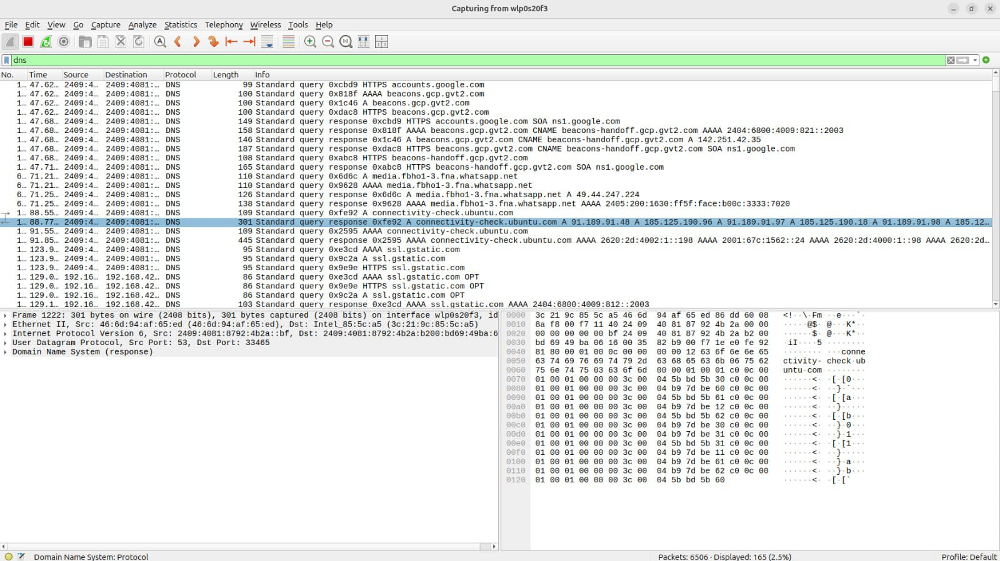 Capturing from wlp0s20f3
File Edit View Go Capture Analyze Statistics Telephony Wireless Tools Help
dns
No. Time Source Destination Protocol Length Info
1… 47.62… 2409:4… 2409:4081:… DNS 99 Standard query 0xcbd9 HTTPS accounts.google.com
1… 47.62… 2409:4… 2409:4081:… DNS 100 Standard query 0x818f AAAA beacons.gcp.gvt2.com
1… 47.62… 2409:4… 2409:4081:… DNS 100 Standard query 0x1c46 A beacons.gcp.gvt2.com
1… 47.62… 2409:4… 2409:4081:… DNS 100 Standard query 0xdac8 HTTPS beacons.gcp.gvt2.com
1… 47.68… 2409:4… 2409:4081:… DNS 149 Standard query response 0xcbd9 HTTPS accounts.google.com SOA ns1.google.com
1… 47.68… 2409:4… 2409:4081:… DNS 158 Standard query response 0x818f AAAA beacons.gcp.gvt2.com CNAME beacons-handoff.gcp.gvt2.com AAAA 2404:6800:4009:821::2003
1… 47.68… 2409:4… 2409:4081:… DNS 146 Standard query response 0x1c46 A beacons.gcp.gvt2.com CNAME beacons-handoff.gcp.gvt2.com A 142.251.42.35
1… 47.68… 2409:4… 2409:4081:… DNS 187 Standard query response 0xdac8 HTTPS beacons.gcp.gvt2.com CNAME beacons-handoff.gcp.gvt2.com SOA ns1.google.com
1… 47.68… 2409:4… 2409:4081:… DNS 108 Standard query 0xabc8 HTTPS beacons-handoff.gcp.gvt2.com
1… 47.71… 2409:4… 2409:4081:… DNS 165 Standard query response 0xabc8 HTTPS beacons-handoff.gcp.gvt2.com SOA ns1.google.com
6… 71.21… 2409:4… 2409:4081:… DNS 110 Standard query 0x6d6c A media.fbho1-3.fna.whatsapp.net
6… 71.21… 2409:4… 2409:4081:… DNS 110 Standard query 0x9628 AAAA media.fbho1-3.fna.whatsapp.net
6… 71.25… 2409:4… 2409:4081:… DNS 126 Standard query response 0x6d6c A media.fbho1-3.fna.whatsapp.net A 49.44.247.224
6… 71.25… 2409:4… 2409:4081:… DNS 138 Standard query response 0x9628 AAAA media.fbho1-3.fna.whatsapp.net AAAA 2405:200:1630:ff5f:face:b00c:3333:7020
1… 88.55… 2409:4… 2409:4081:… DNS 109 Standard query 0xfe92 A connectivity-check.ubuntu.com
1… 88.77… 2409:4… 2409:4081:… DNS 301 Standard query response 0xfe92 A connectivity-check.ubuntu.com A 91.189.91.48 A 185.125.190.96 A 91.189.91.97 A 185.125.190.18 A 91.189.91.98 A 185.12…
1… 91.55… 2409:4… 2409:4081:… DNS 109 Standard query 0x2595 AAAA connectivity-check.ubuntu.com
1… 91.85… 2409:4… 2409:4081:… DNS 445 Standard query response 0x2595 AAAA connectivity-check.ubuntu.com AAAA 2620:2d:4002:1::198 AAAA 2001:67c:1562::24 AAAA 2620:2d:4000:1::98 AAAA 2620:2d…
1… 123.9… 2409:4… 2409:4081:… DNS 95 Standard query 0xe3cd AAAA ssl.gstatic.com
1… 123.9… 2409:4… 2409:4081:… DNS 95 Standard query 0x9c2a A ssl.gstatic.com
1… 123.9… 2409:4… 2409:4081:… DNS 95 Standard query 0x9e9e HTTPS ssl.gstatic.com
1… 129.0… 192.16… 192.168.42… DNS 86 Standard query 0xe3cd AAAA ssl.gstatic.com OPT
1… 129.0… 192.16… 192.168.42… DNS 86 Standard query 0x9e9e HTTPS ssl.gstatic.com OPT
1… 129.0… 192.16… 192.168.42… DNS 86 Standard query 0x9c2a A ssl.gstatic.com OPT
1… 129.1… 192.16… 192.168.42… DNS 103 Standard query response 0xe3cd AAAA ssl.gstatic.com AAAA 2404:6800:4009:812::2003
Frame 1222: 301 bytes on wire (2408 bits), 301 bytes captured (2408 bits) on interface wlp0s20f3, id
Ethernet II, Src: 46:6d:94:af:65:ed (46:6d:94:af:65:ed), Dst: Intel_85:5c:a5 (3c:21:9c:85:5c:a5)
Internet Protocol Version 6, Src: 2409:4081:8792:4b2a::bf, Dst: 2409:4081:8792:4b2a:b200:bd69:49ba:6
User Datagram Protocol, Src Port: 53, Dst Port: 33465
Domain Name System (response)
0000 3c 21 9c 85 5c a5 46 6d 94 af 65 ed 86 dd 60 08 <!··\·Fm ··e···`·
0010 8a f8 00 f7 11 40 24 09 40 81 87 92 4b 2a 00 00 ·····@$· @···K*··
0020 00 00 00 00 00 bf 24 09 40 81 87 92 4b 2a b2 00 ······$· @···K*··
0030 bd 69 49 ba 06 16 00 35 82 b9 00 f7 1e e0 fe 92 ·iI····5 ········
0040 81 80 00 01 00 0c 00 00 00 00 12 63 6f 6e 6e 65 ········ ···conne
0050 63 74 69 76 69 74 79 2d 63 68 65 63 6b 06 75 62 ctivity- check·ub
0060 75 6e 74 75 03 63 6f 6d 00 00 01 00 01 c0 0c 00 untu·com ········
0070 01 00 01 00 00 00 3c 00 04 5b bd 5b 30 c0 0c 00 ······<· ·[·[0···
0080 01 00 01 00 00 00 3c 00 04 b9 7d be 60 c0 0c 00 ······<· ··}·`···
0090 01 00 01 00 00 00 3c 00 04 5b bd 5b 61 c0 0c 00 ······<· ·[·[a···
00a0 01 00 01 00 00 00 3c 00 04 b9 7d be 12 c0 0c 00 ······<· ··}·····
00b0 01 00 01 00 00 00 3c 00 04 5b bd 5b 62 c0 0c 00 ······<· ·[·[b···
00c0 01 00 01 00 00 00 3c 00 04 b9 7d be 30 c0 0c 00 ······<· ··}·0···
00d0 01 00 01 00 00 00 3c 00 04 b9 7d be 31 c0 0c 00 ······<· ··}·1···
00e0 01 00 01 00 00 00 3c 00 04 5b bd 5b 31 c0 0c 00 ······<· ·[·[1···
00f0 01 00 01 00 00 00 3c 00 04 b9 7d be 11 c0 0c 00 ······<· ··}·····
0100 01 00 01 00 00 00 3c 00 04 b9 7d be 61 c0 0c 00 ······<· ··}·a···
0110 01 00 01 00 00 00 3c 00 04 b9 7d be 62 c0 0c 00 ······<· ··}·b···
0120 01 00 01 00 00 00 3c 00 04 5b bd 5b 60 ······<· ·[·[`
Domain Name System: Protocol Packets: 6506 · Displayed: 165 (2.5%) Profile: Default